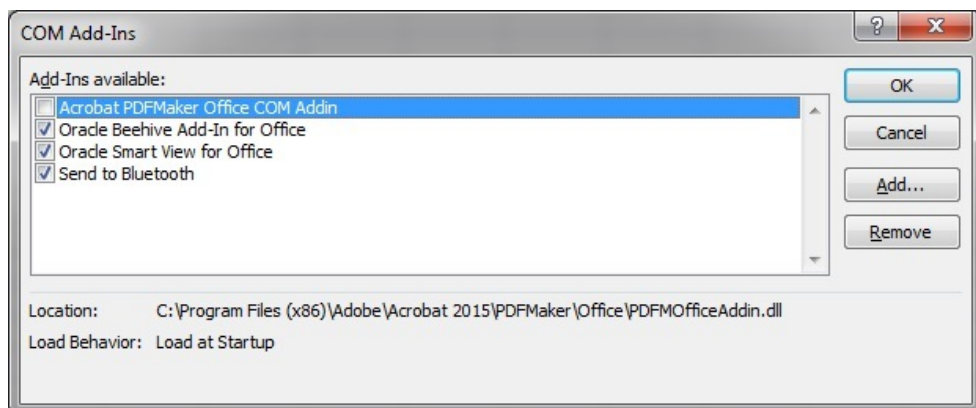 COM Add-Ins
Add-Ins available:
Acrobat PDFMaker Office COM Addin
Oracle Beehive Add-In for Office
Oracle Smart View for Office
Send to Bluetooth
OK
Cancel
Add...
Remove
Location: C:\Program Files (x86)\Adobe\Acrobat 2015\PDFMaker\Office\PDFMOfficeAddin.dll
Load Behavior: Load at Startup